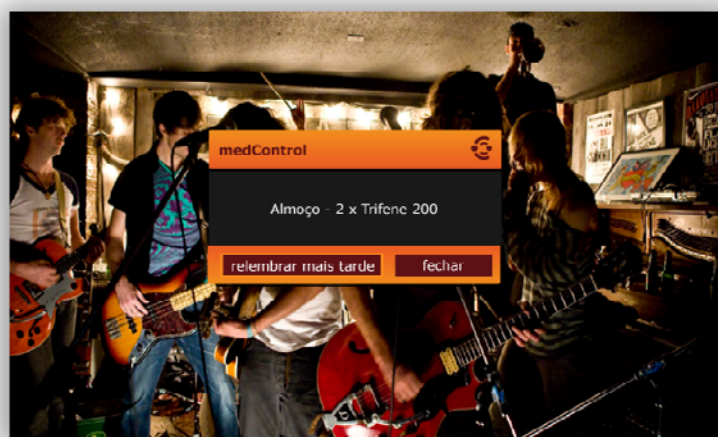 medControl
Almoço - 2 x Trifene 200
relembrar mais tarde
fechar